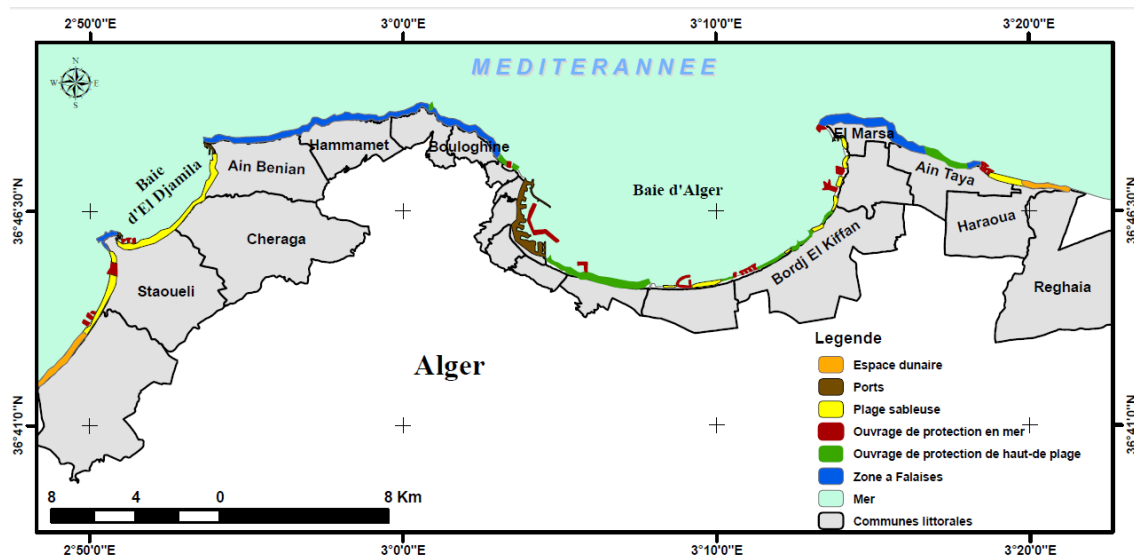 2°50'0"E 3°0'0"E 3°10'0"E 3°20'0"E
MEDITERANNEE
N
W E
S
El Marsa
Hammamet
Bouloghine
Ain Benian
Ain Taya
Baie
d'El Djamila
Baie d'Alger
36°46'30"N 36°46'30"N
Haraoua
Cheraga
Bordj El Kiffan
Staoueli
Reghaia
Alger
Legende
Espace dunaire
Ports
Plage sableuse
Ouvrage de protection en mer
Ouvrage de protection de haut-de plage
Zone a Falaises
Mer
Communes littorales
36°41'0"N 36°41'0"N
8 4 0 8 Km
2°50'0"E 3°0'0"E 3°10'0"E 3°20'0"E